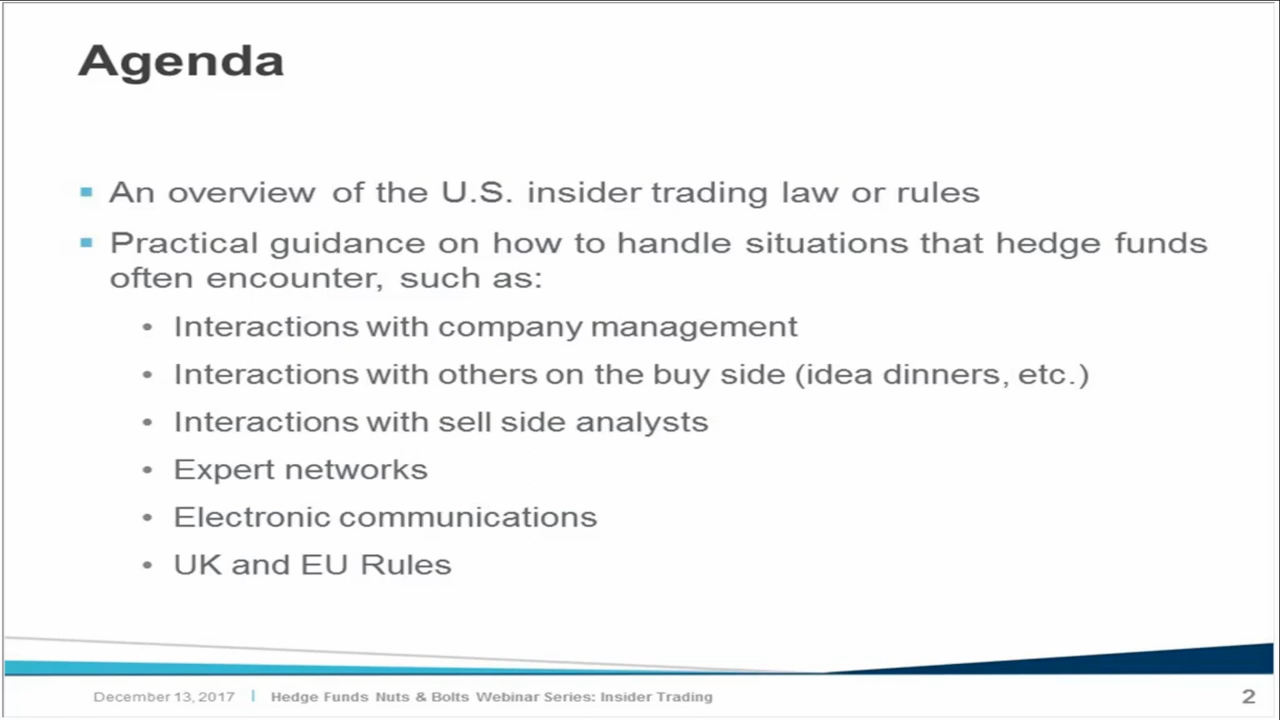 Agenda
▪ An overview of the U.S. insider trading law or rules
▪ Practical guidance on how to handle situations that hedge funds
often encounter, such as:
• Interactions with company management
• Interactions with others on the buy side (idea dinners, etc.)
• Interactions with sell side analysts
• Expert networks
• Electronic communications
• UK and EU Rules
December 13, 2017 | Hedge Funds Nuts & Bolts Webinar Series: Insider Trading 2